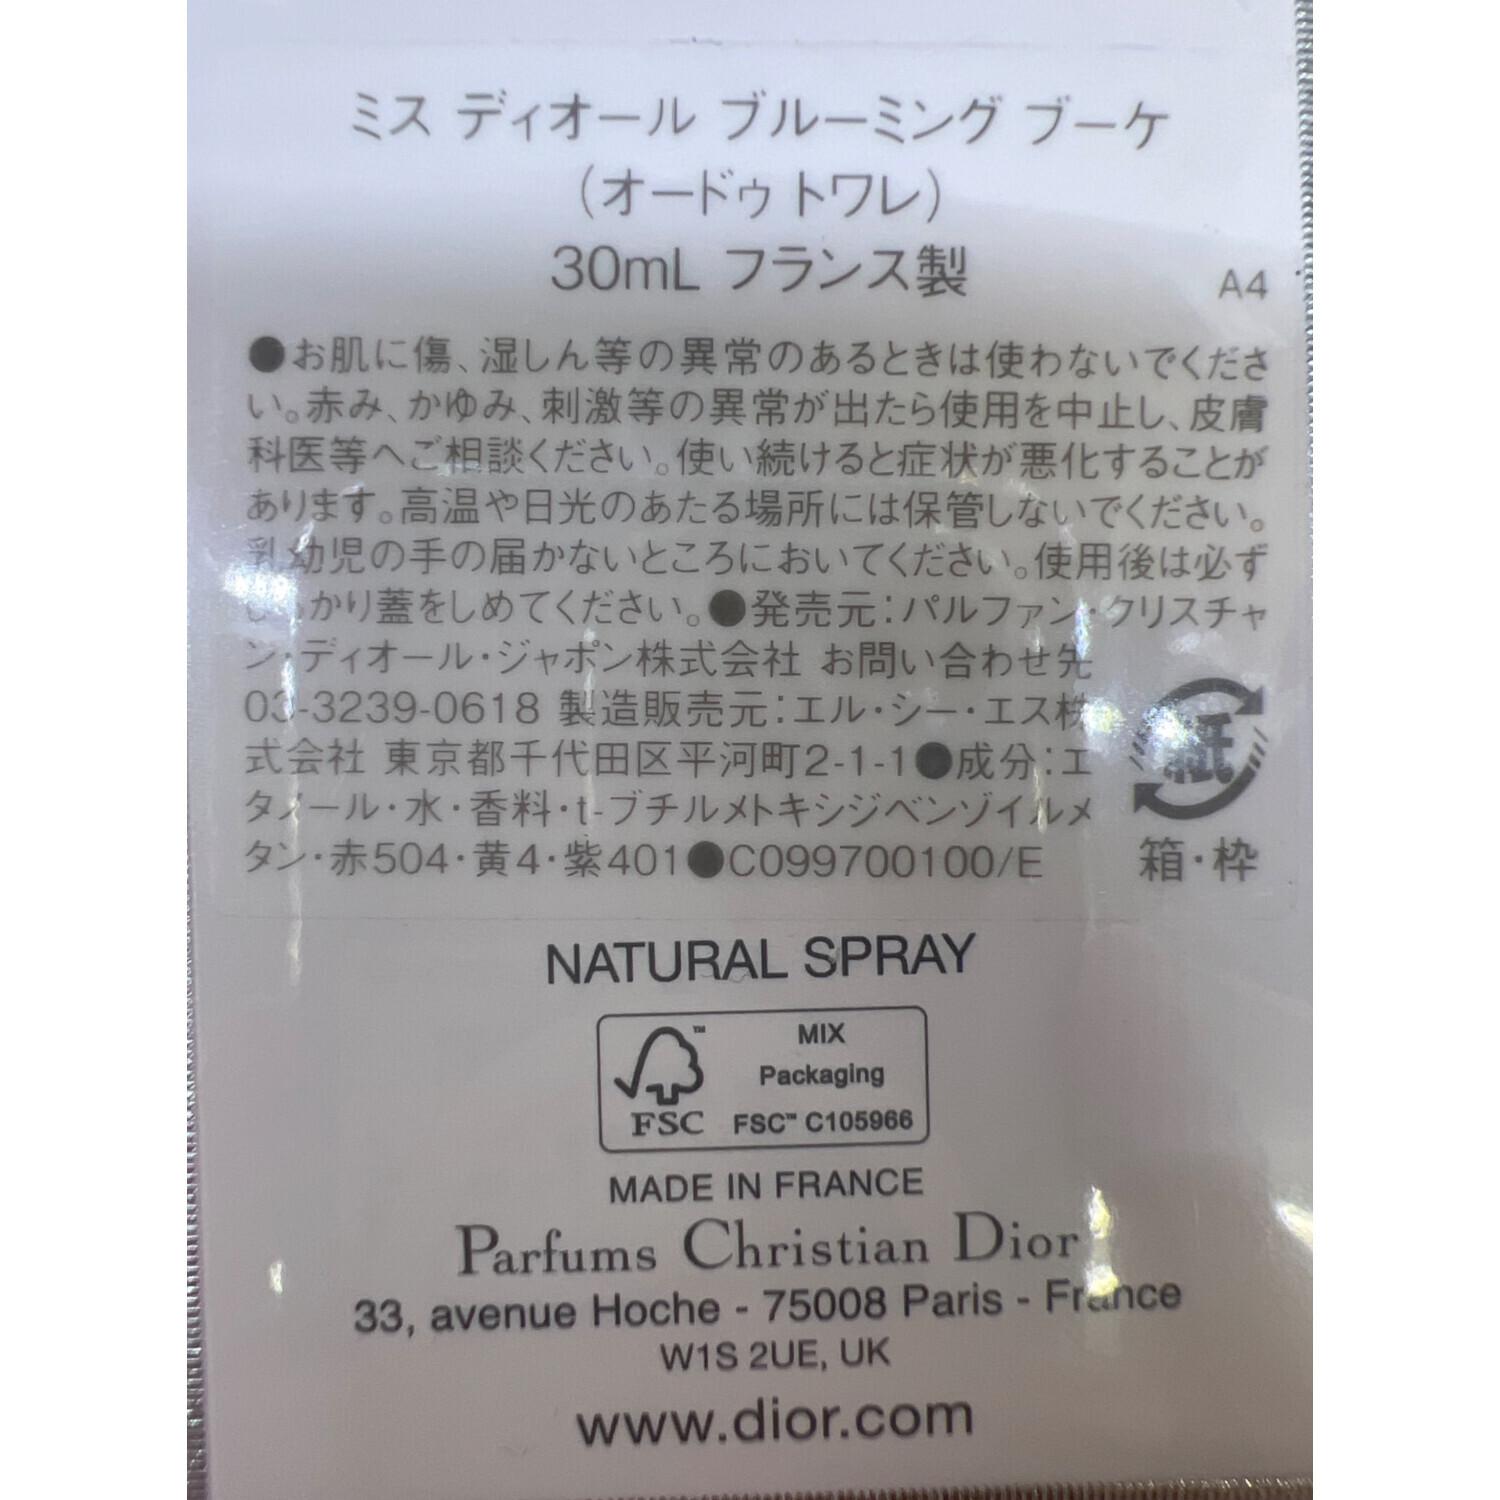 ミス ディオール ブルーミング ブーケ
(オードゥ トワレ)
30mL フランス製
A4
●お肌に傷、湿しん等の異常のあるときは使わないでくださ
い。赤み、かゆみ、刺激等の異常が出たら使用を中止し、皮膚
科医等へご相談ください。使い続けると症状が悪化することが
あります。高温や日光のあたる場所には保管しないでください。
乳幼児の手の届かないところにおいてください。使用後は必ず
しっかり蓋をしめてください。●発売元:パルファン・クリスチャ
ン・ディオール・ジャポン株式会社 お問い合わせ先
03-3239-0618 製造販売元:エル・シー・エス株
式会社 東京都千代田区平河町2-1-1●成分:エ
タノール・水・香料・t-ブチルメトキシジベンゾイルメ
タン・赤504・黄4・紫401●C099700100/E
紙
箱・枠
NATURAL SPRAY
FSC™
MIX
Packaging
FSC™ C105966
MADE IN FRANCE
Parfums Christian Dior
33, avenue Hoche - 75008 Paris - France
W1S 2UE, UK
www.dior.com